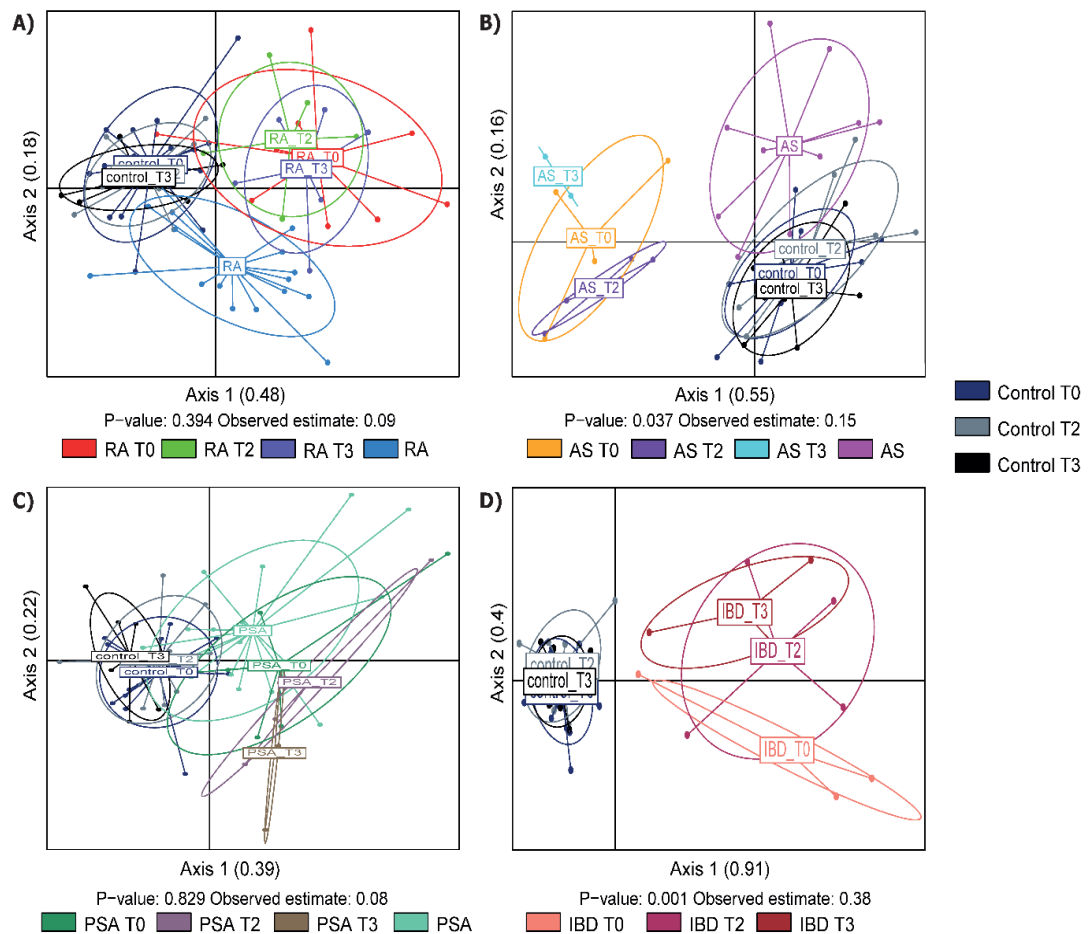 A)
Axis 2 (0.18)
RA_T2
RA_T0
RA_T3
control_T0
control_T3
RA
Axis 1 (0.48)
P-value: 0.394 Observed estimate: 0.09
RA T0 RA T2 RA T3 RA
B)
Axis 2 (0.16)
AS
AS_T3
AS_T0
AS_T2
control_T2
control_T0
control_T3
Axis 1 (0.55)
P-value: 0.037 Observed estimate: 0.15
AS T0 AS T2 AS T3 AS
Control T0
Control T2
Control T3
C)
Axis 2 (0.22)
PSA
control_T3
T2
control_T0
PSA_T0
PSA_T2
PSA_T3
Axis 1 (0.39)
P-value: 0.829 Observed estimate: 0.08
PSA T0 PSA T2 PSA T3 PSA
D)
Axis 2 (0.4)
IBD_T3
IBD_T2
control_T2
control_T3
IBD_T0
Axis 1 (0.91)
P-value: 0.001 Observed estimate: 0.38
IBD T0 IBD T2 IBD T3